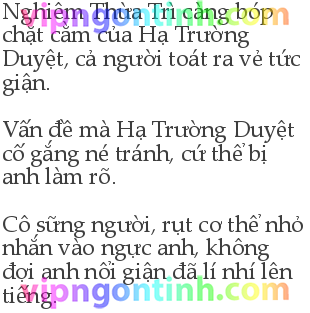 Nghiêm Thừa Trì càng bóp
chặt cằm của Hạ Trường
Duyệt, cả người toát ra vẻ tức
giận.
Vấn đề mà Hạ Trường Duyệt
cố gắng né tránh, cứ thể bị
anh làm rõ.
Cô sững người, rụt cơ thể nhỏ
nhắn vào ngực anh, không
đợi anh nổi giận đã lí nhí lên
tiếng.
vipngontinh.com
vipngontinh.com